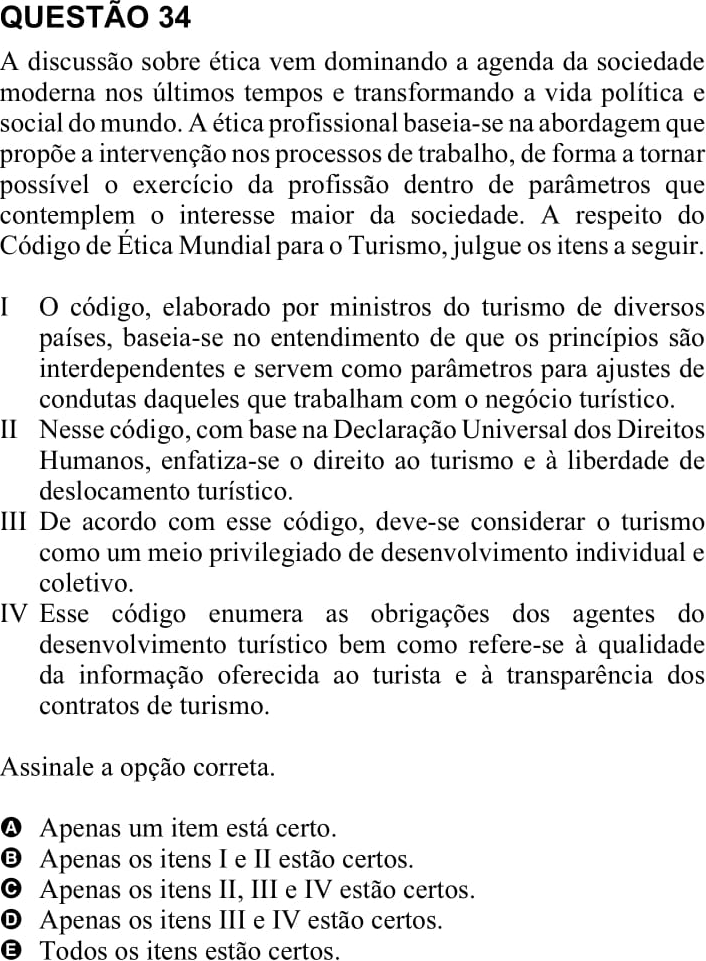 QUESTÃO 34
A discussão sobre ética vem dominando a agenda da sociedade
moderna nos últimos tempos e transformando a vida política e
social do mundo. A ética profissional baseia-se na abordagem que
propõe a intervenção nos processos de trabalho, de forma a tornar
possível o exercício da profissão dentro de parâmetros que
contemplem o interesse maior da sociedade. A respeito do
Código de Ética Mundial para o Turismo, julgue os itens a seguir.
I O código, elaborado por ministros do turismo de diversos
países, baseia-se no entendimento de que os princípios são
interdependentes e servem como parâmetros para ajustes de
condutas daqueles que trabalham com o negócio turístico.
II Nesse código, com base na Declaração Universal dos Direitos
Humanos, enfatiza-se o direito ao turismo e à liberdade de
deslocamento turístico.
III De acordo com esse código, deve-se considerar o turismo
como um meio privilegiado de desenvolvimento individual e
coletivo.
IV Esse código enumera as obrigações dos agentes do
desenvolvimento turístico bem como refere-se à qualidade
da informação oferecida ao turista e à transparência dos
contratos de turismo.
Assinale a opção correta.
A Apenas um item está certo.
B Apenas os itens I e II estão certos.
C Apenas os itens II, III e IV estão certos.
D Apenas os itens III e IV estão certos.
E Todos os itens estão certos.